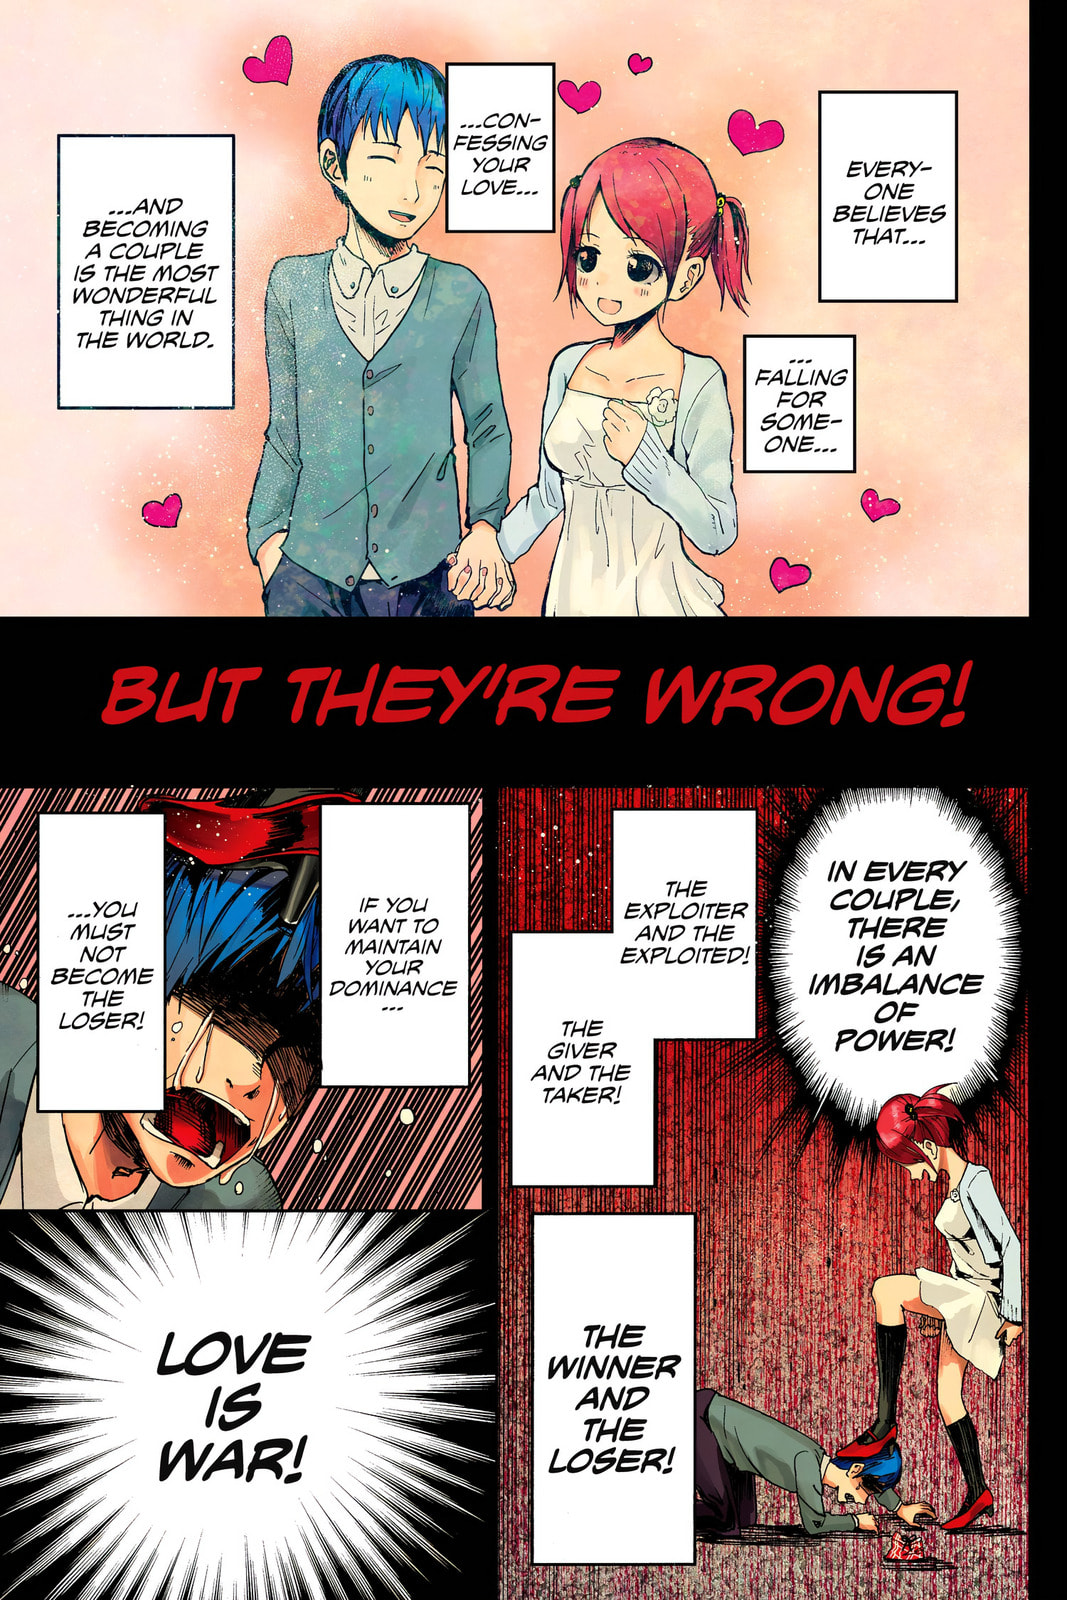 EVERY-
ONE
BELIEVES
THAT...
...
FALLING
FOR
SOME-
ONE...
...CON-
FESSING
YOUR
LOVE...
...AND
BECOMING
A COUPLE
IS THE MOST
WONDERFUL
THING IN
THE WORLD.
BUT THEY'RE WRONG!
IN EVERY
COUPLE,
THERE
IS AN
IMBALANCE
OF
POWER!
THE
EXPLOITER
AND THE
EXPLOITED!
THE
GIVER
AND THE
TAKER!
THE
WINNER
AND
THE
LOSER!
IF YOU
WANT TO
MAINTAIN
YOUR
DOMINANCE
...
...YOU
MUST
NOT
BECOME
THE
LOSER!
LOVE
IS
WAR!